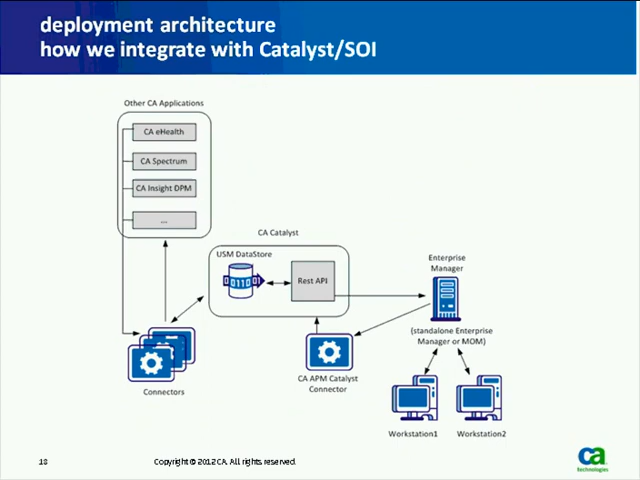 deployment architecture
how we integrate with Catalyst/SOI
Other CA Applications
CA eHealth
CA Spectrum
CA Insight DPM
...
CA Catalyst
USM DataStore
0110
Rest API
Enterprise
Manager
(standalone Enterprise
Manager or MOM)
CA APM Catalyst
Connector
Connectors
Workstation1
Workstation2
18
Copyright © 2012 CA. All rights reserved.
ca
technologies